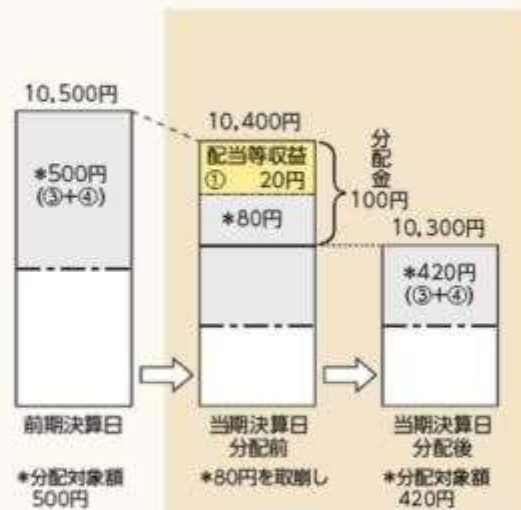 10,500円
*500円
(③+④)
前期決算日
*分配対象額
500円
10,400円
配当等収益
① 20円
*80円
分配金
100円
当期決算日
分配前
*80円を取崩し
10,300円
*420円
(③+④)
当期決算日
分配後
*分配対象額
420円